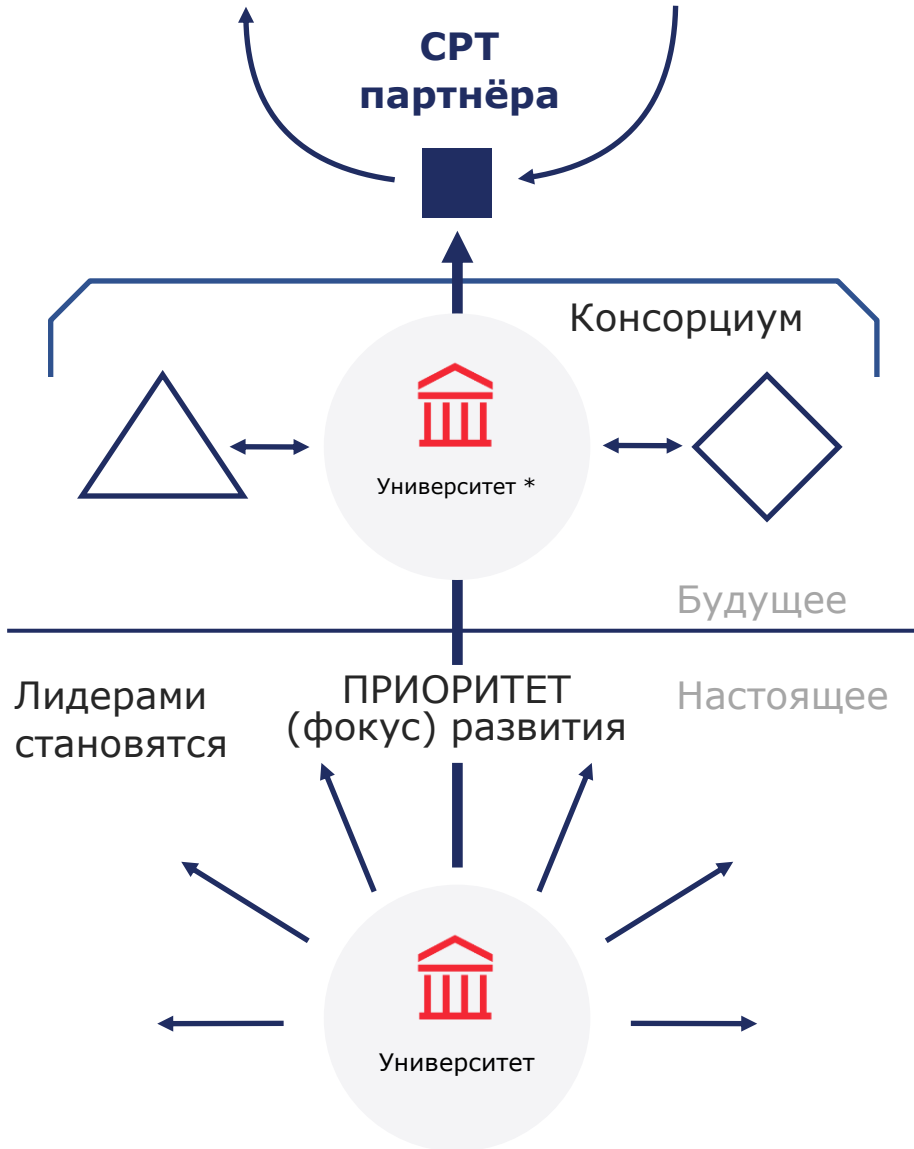 СРТ
партнёра
Консорциум
Университет *
Будущее
Лидерами
становятся
ПРИОРИТЕТ
(фокус) развития
Настоящее
Университет